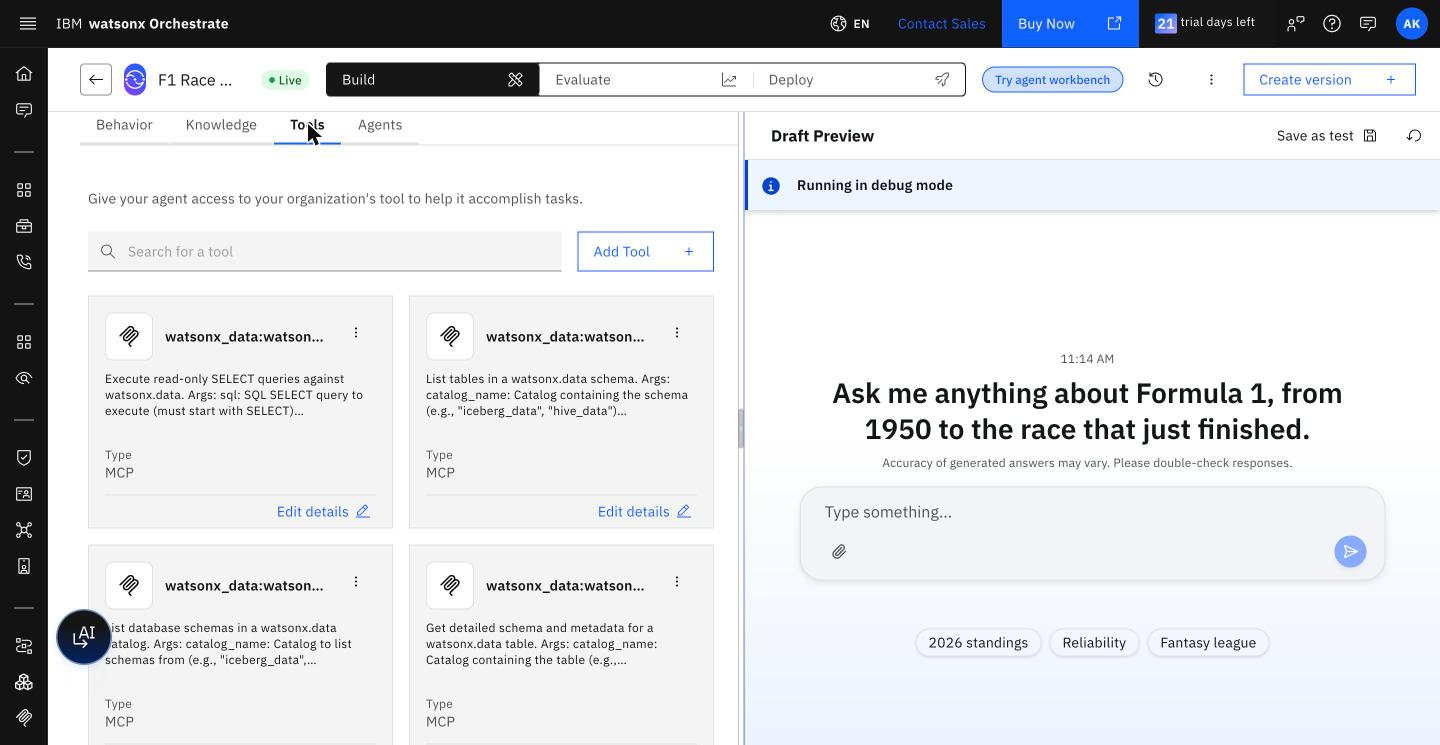 IBM watsonx Orchestrate
EN
Contact Sales
Buy Now
21 trial days left
AK
F1 Race ...
Live
Build
Evaluate
Deploy
Try agent workbench
Create version +
Behavior
Knowledge
Tools
Agents
Give your agent access to your organization's tool to help it accomplish tasks.
Search for a tool
Add Tool +
watsonx_data:watson...
Execute read-only SELECT queries against
watsonx.data. Args: sql: SQL SELECT query to
execute (must start with SELECT)...
Type
MCP
Edit details
watsonx_data:watson...
List tables in a watsonx.data schema. Args:
catalog_name: Catalog containing the schema
(e.g., "iceberg_data", "hive_data")...
Type
MCP
Edit details
watsonx_data:watson...
List database schemas in a watsonx.data
catalog. Args: catalog_name: Catalog to list
schemas from (e.g., "iceberg_data",...
Type
MCP
watsonx_data:watson...
Get detailed schema and metadata for a
watsonx.data table. Args: catalog_name:
Catalog containing the table (e.g.,...
Type
MCP
AI
Draft Preview
Save as test
Running in debug mode
11:14 AM
Ask me anything about Formula 1, from
1950 to the race that just finished.
Accuracy of generated answers may vary. Please double-check responses.
Type something...
2026 standings
Reliability
Fantasy league